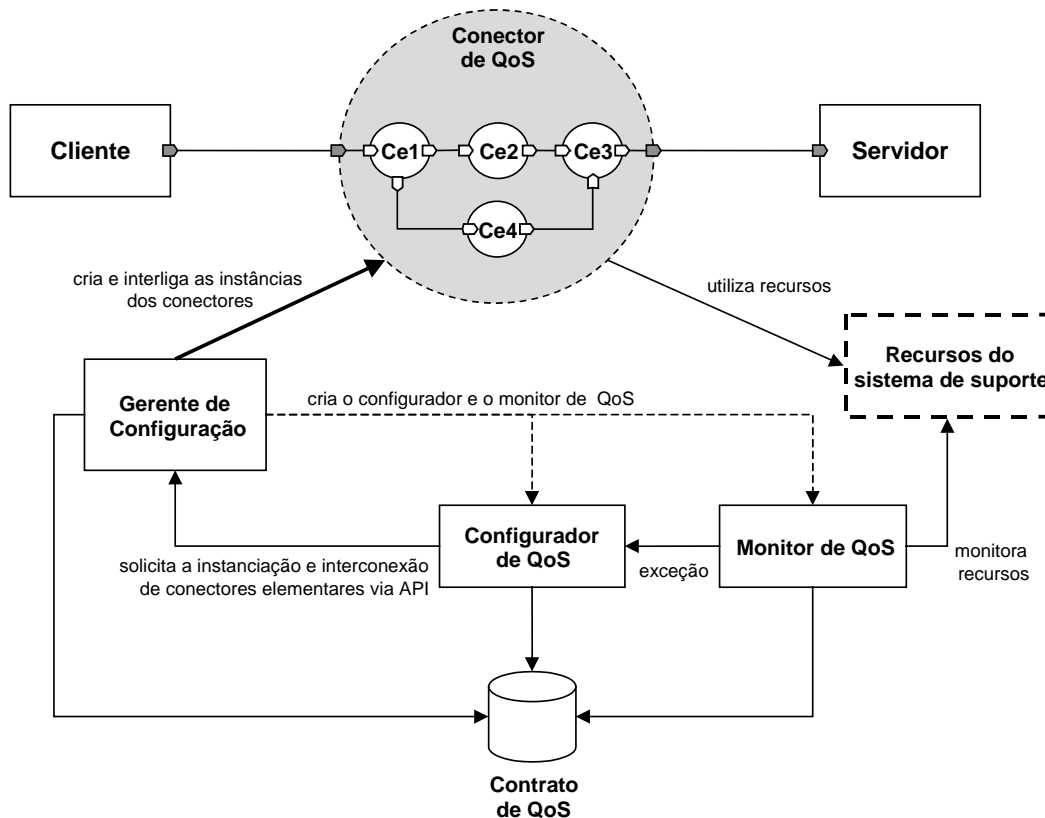 Conector
de QoS
Cliente
Ce1
Ce2
Ce3
Servidor
Ce4
cria e interliga as instâncias
dos conectores
utiliza recursos
Recursos do
sistema de suporte
Gerente de
Configuração
cria o configurador e o monitor de QoS
Configurador
de QoS
Monitor de QoS
solicita a instanciação e interconexão
de conectores elementares via API
exceção
monitora
recursos
Contrato
de QoS